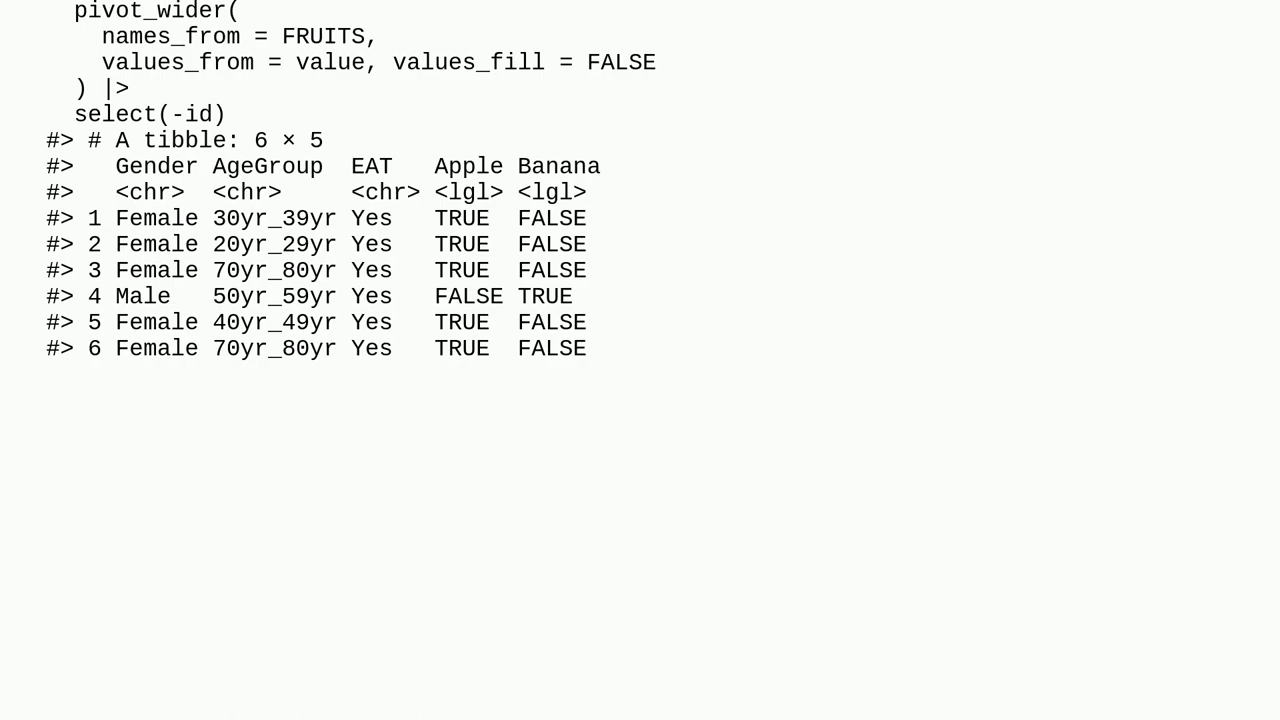 pivot_wider(
names_from = FRUITS,
values_from = value, values_fill = FALSE
) |>
select(-id)
#> # A tibble: 6 × 5
#>   Gender AgeGroup  EAT   Apple Banana
#>   <chr>  <chr>     <chr> <lgl> <lgl>
#> 1 Female 30yr_39yr Yes   TRUE  FALSE
#> 2 Female 20yr_29yr Yes   TRUE  FALSE
#> 3 Female 70yr_80yr Yes   TRUE  FALSE
#> 4 Male   50yr_59yr Yes   FALSE TRUE
#> 5 Female 40yr_49yr Yes   TRUE  FALSE
#> 6 Female 70yr_80yr Yes   TRUE  FALSE